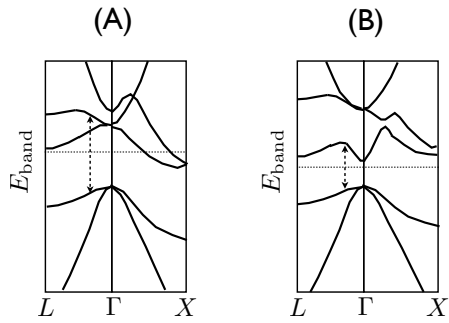 (A) (B)
E_band E_band
L Γ X L Γ X